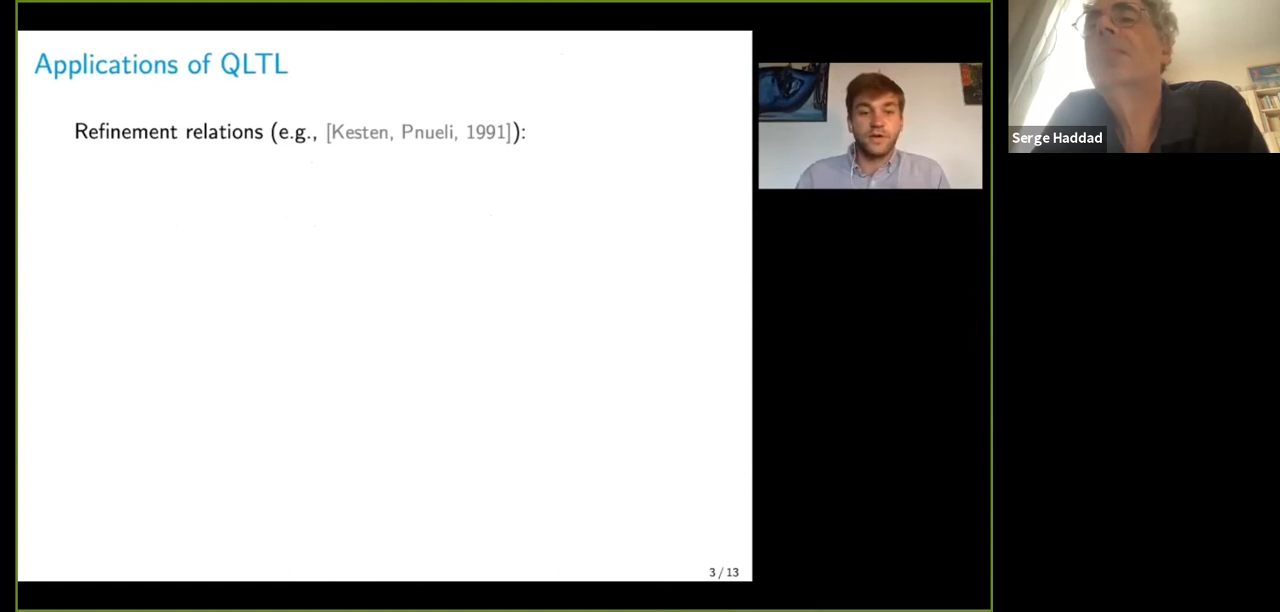 Applications of QLTL
Refinement relations (e.g., [Kesten, Pnueli, 1991]):
3 / 13
Serge Haddad